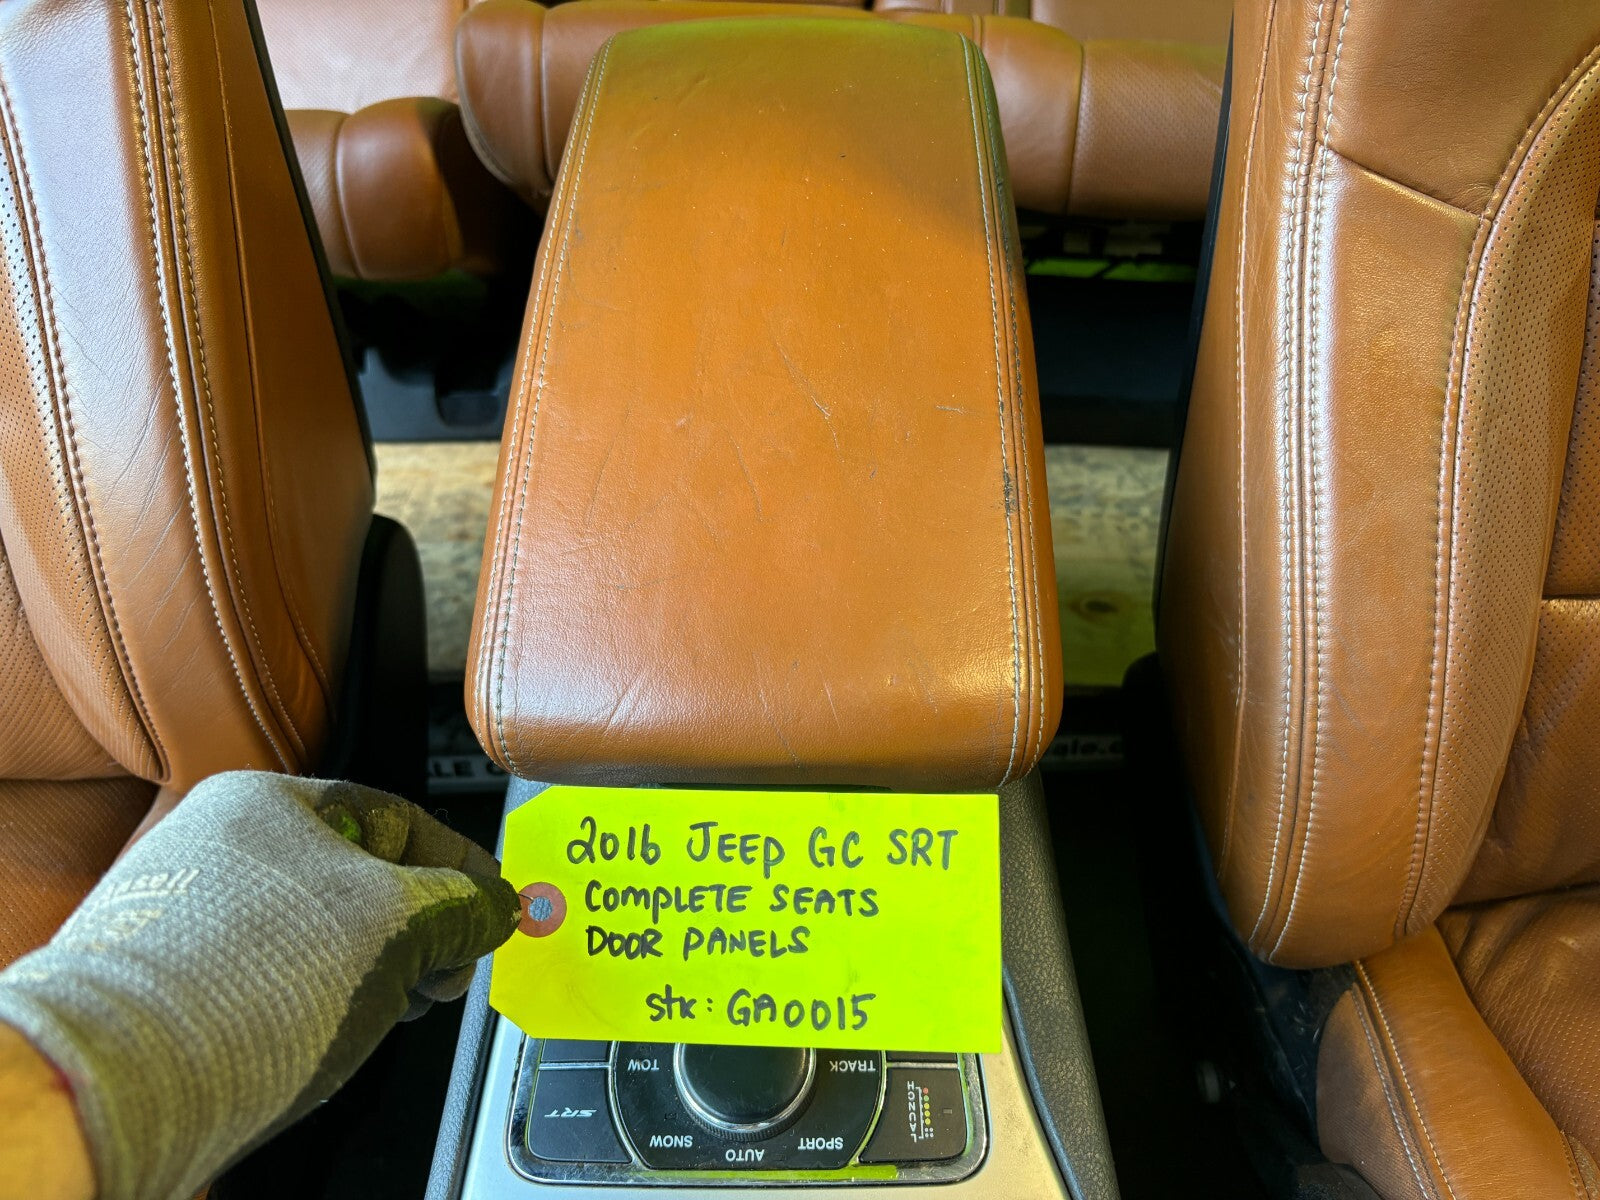 2016 JEEP GC SRT
COMPLETE SEATS
DOOR PANELS
stk: GA0015
TOW
TRACK
SRT
SNOW
AUTO
SPORT
LAUNCH